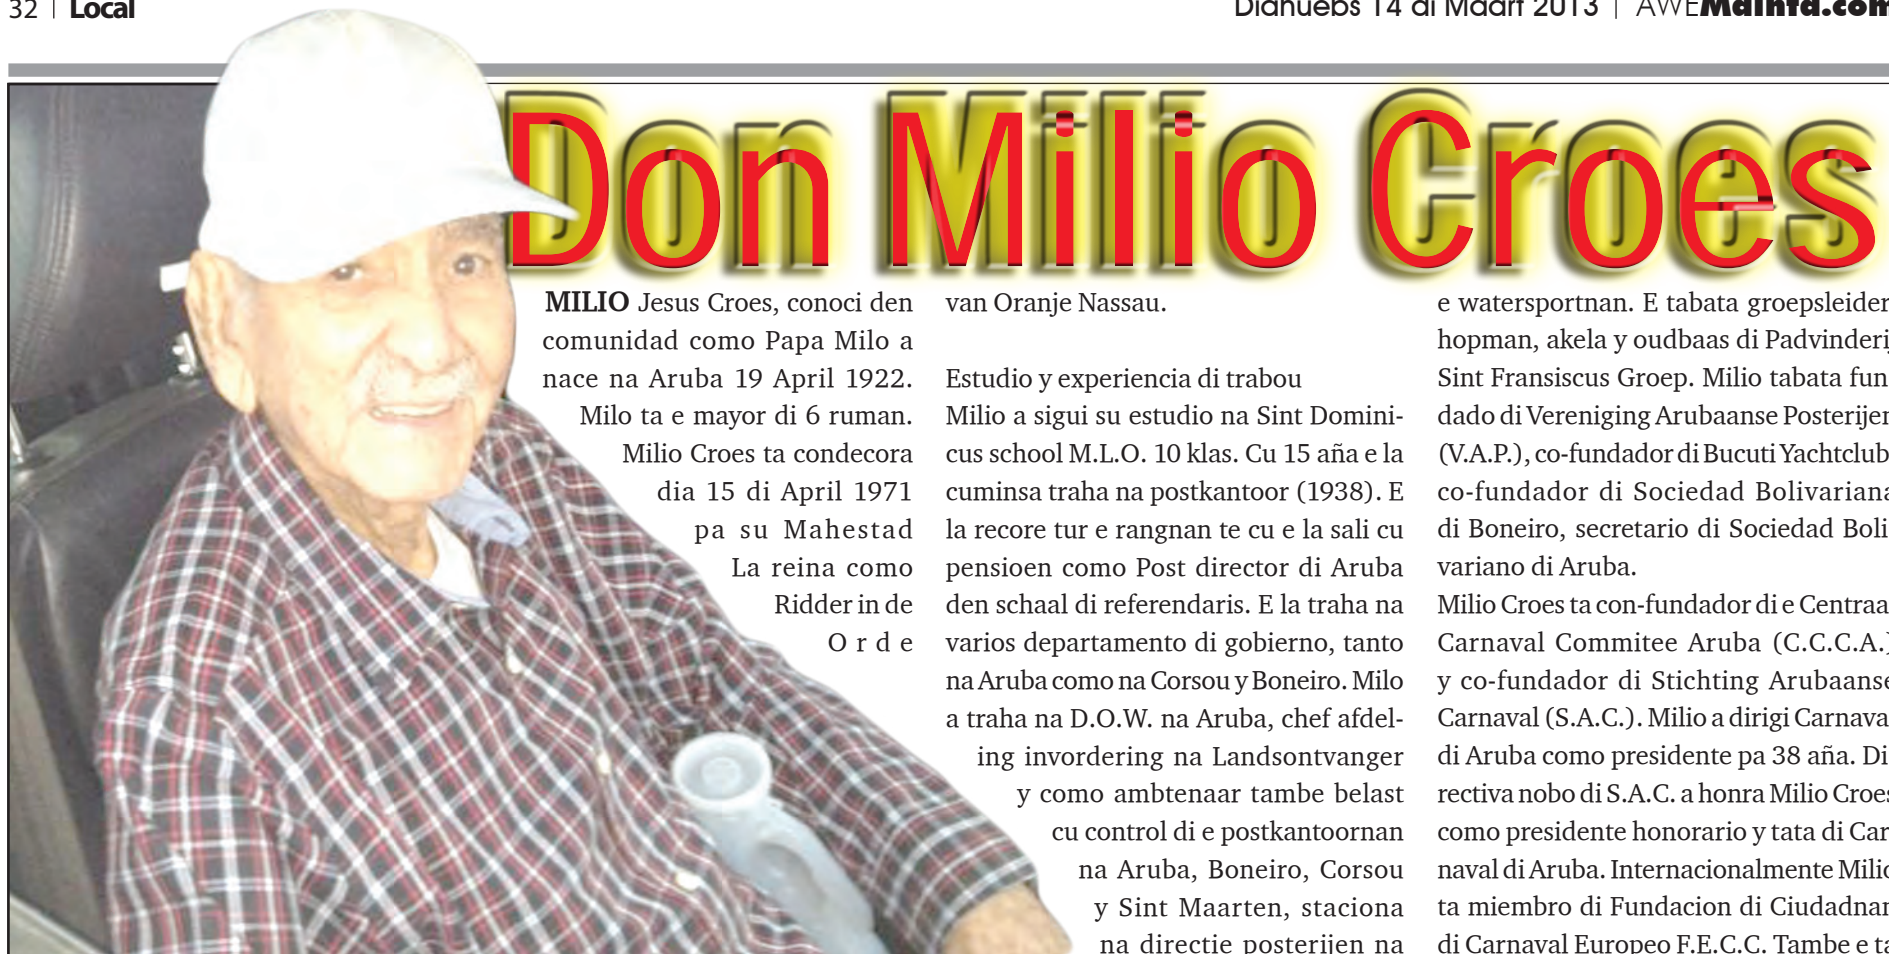 32 | Local
Diahuebs 14 di Maart 2013 | AWEMainta.com
Don Milio Croes
MILIO Jesus Croes, conoci den
comunidad como Papa Milo a
nace na Aruba 19 April 1922.
Milo ta e mayor di 6 ruman.
Milio Croes ta condecora
dia 15 di April 1971
pa su Mahestad
La reina como
Ridder in de
Orde
van Oranje Nassau.
Estudio y experiencia di trabou
Milio a sigui su estudio na Sint Domini-
cus school M.L.O. 10 klas. Cu 15 aña e la
cuminsa traha na postkantoor (1938). E
la recore tur e rangnan te cu e la sali cu
pensioen como Post director di Aruba
den schaal di referendaris. E la traha na
varios departamento di gobierno, tanto
na Aruba como na Corsou y Boneiro. Milo
a traha na D.O.W. na Aruba, chef afdel-
ing invordering na Landsontvanger
y como ambtenaar tambe belast
cu control di e postkantoornan
na Aruba, Boneiro, Corsou
y Sint Maarten, staciona
na directie posterijen na
e watersportnan. E tabata groepsleider,
hopman, akela y oudbaas di Padvinderij
Sint Fransiscus Groep. Milio tabata fun-
dado di Vereniging Arubaanse Posterijen
(V.A.P.), co-fundador di Bucuti Yachtclub,
co-fundador di Sociedad Bolivariana
di Boneiro, secretario di Sociedad Boli-
variano di Aruba.
Milio Croes ta con-fundador di e Centraal
Carnaval Commitee Aruba (C.C.C.A.)
y co-fundador di Stichting Arubaanse
Carnaval (S.A.C.). Milio a dirigi Carnaval
di Aruba como presidente pa 38 aña. Di-
rectiva nobo di S.A.C. a honra Milio Croes
como presidente honorario y tata di Car-
naval di Aruba. Internacionalmente Milio
ta miembro di Fundacion di Ciudadnan
di Carnaval Europeo F.E.C.C. Tambe e ta